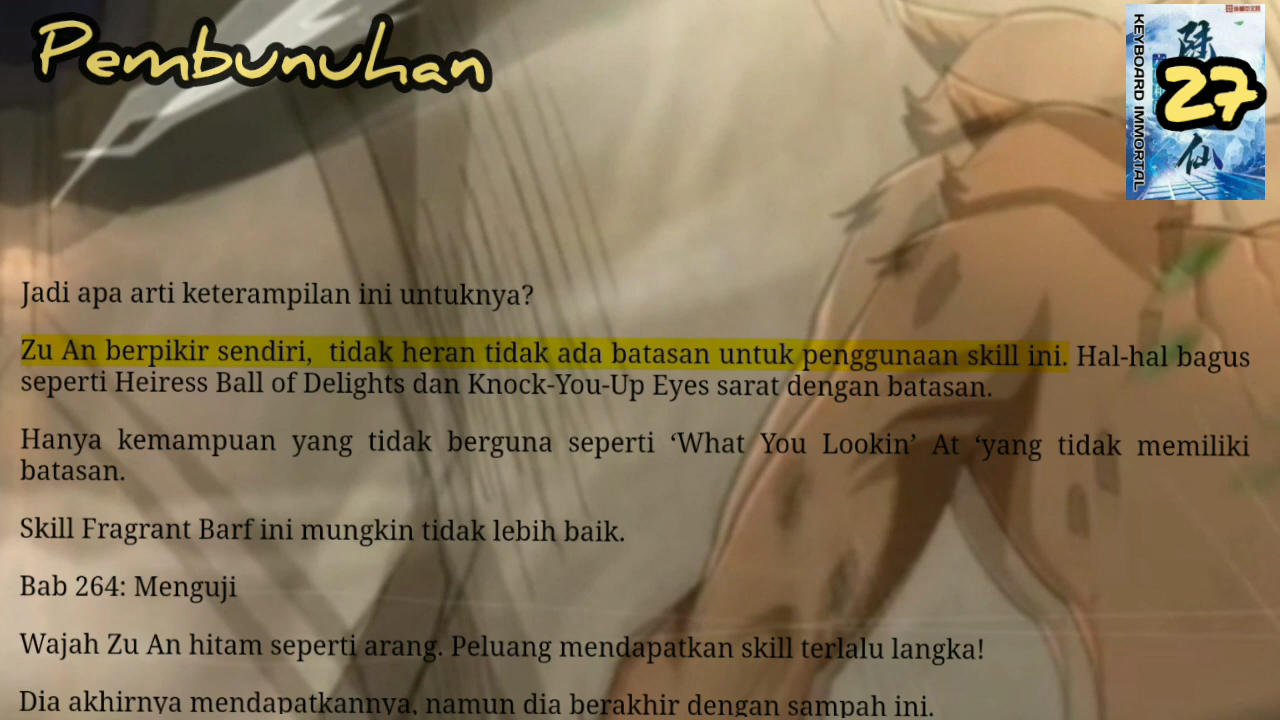 Pembunuhan
27
KEYBOARD IMMORTAL
仙
Jadi apa arti keterampilan ini untuknya?
Zu An berpikir sendiri,  tidak heran tidak ada batasan untuk penggunaan skill ini. Hal-hal bagus
seperti Heiress Ball of Delights dan Knock-You-Up Eyes sarat dengan batasan.
Hanya kemampuan yang tidak berguna seperti ‘What You Lookin’ At ‘yang tidak memiliki
batasan.
Skill Fragrant Barf ini mungkin tidak lebih baik.
Bab 264: Menguji
Wajah Zu An hitam seperti arang. Peluang mendapatkan skill terlalu langka!
Dia akhirnya mendapatkannya, namun dia berakhir dengan sampah ini.